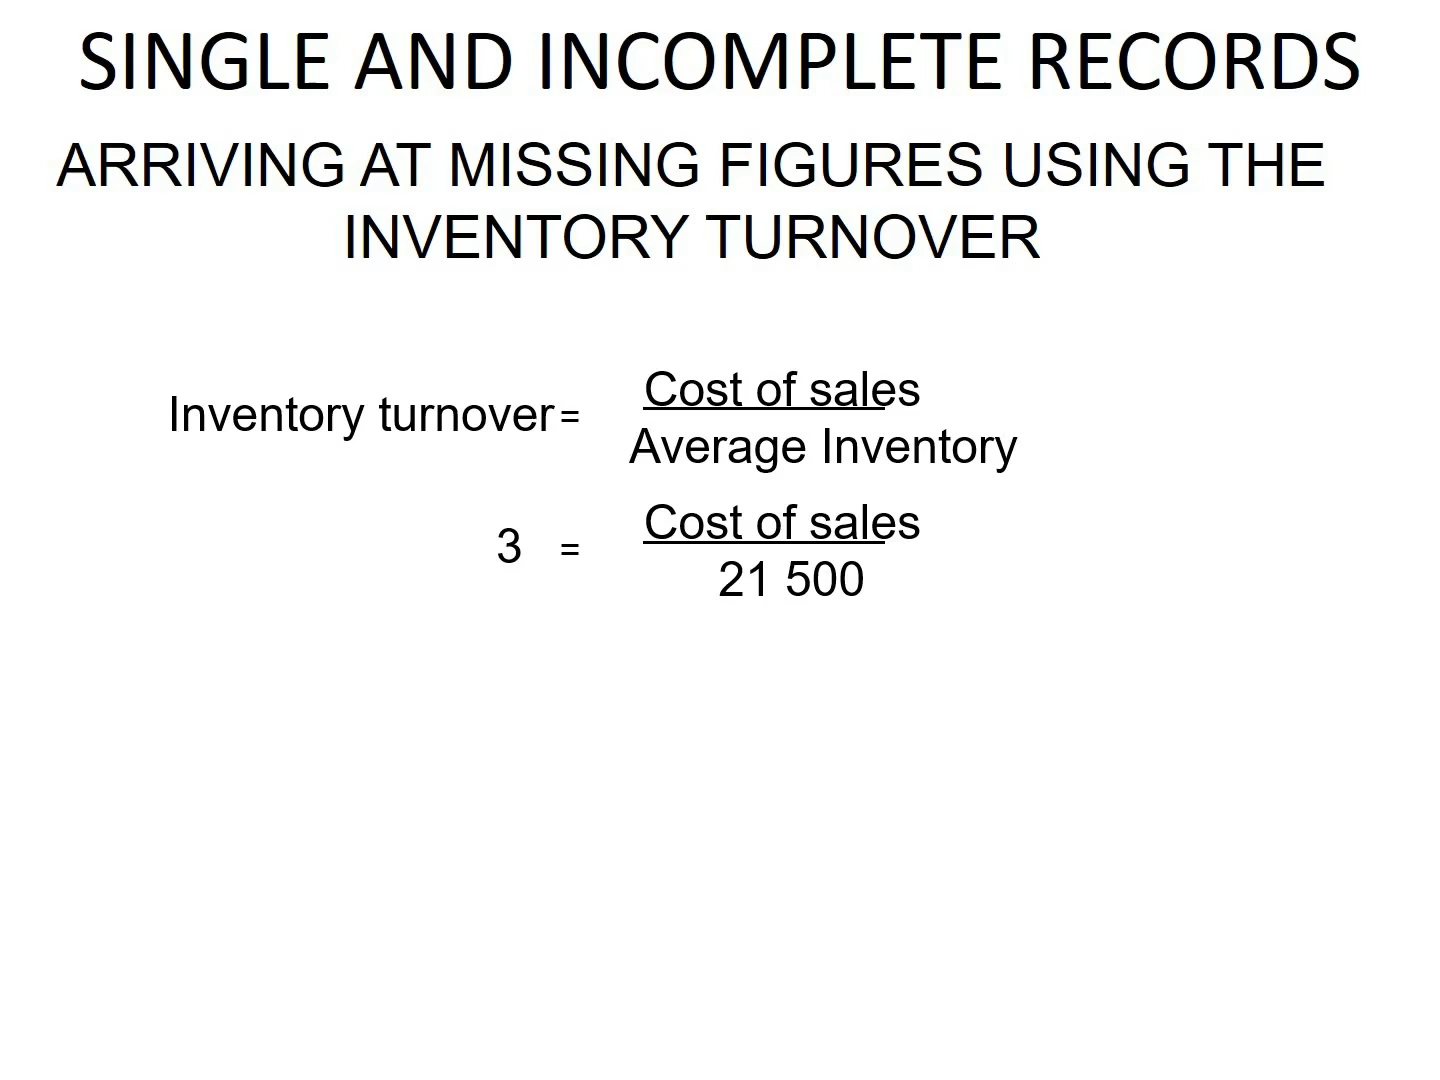 SINGLE AND INCOMPLETE RECORDS
ARRIVING AT MISSING FIGURES USING THE
INVENTORY TURNOVER
Inventory turnover = Cost of sales
Average Inventory
3 = Cost of sales
21 500